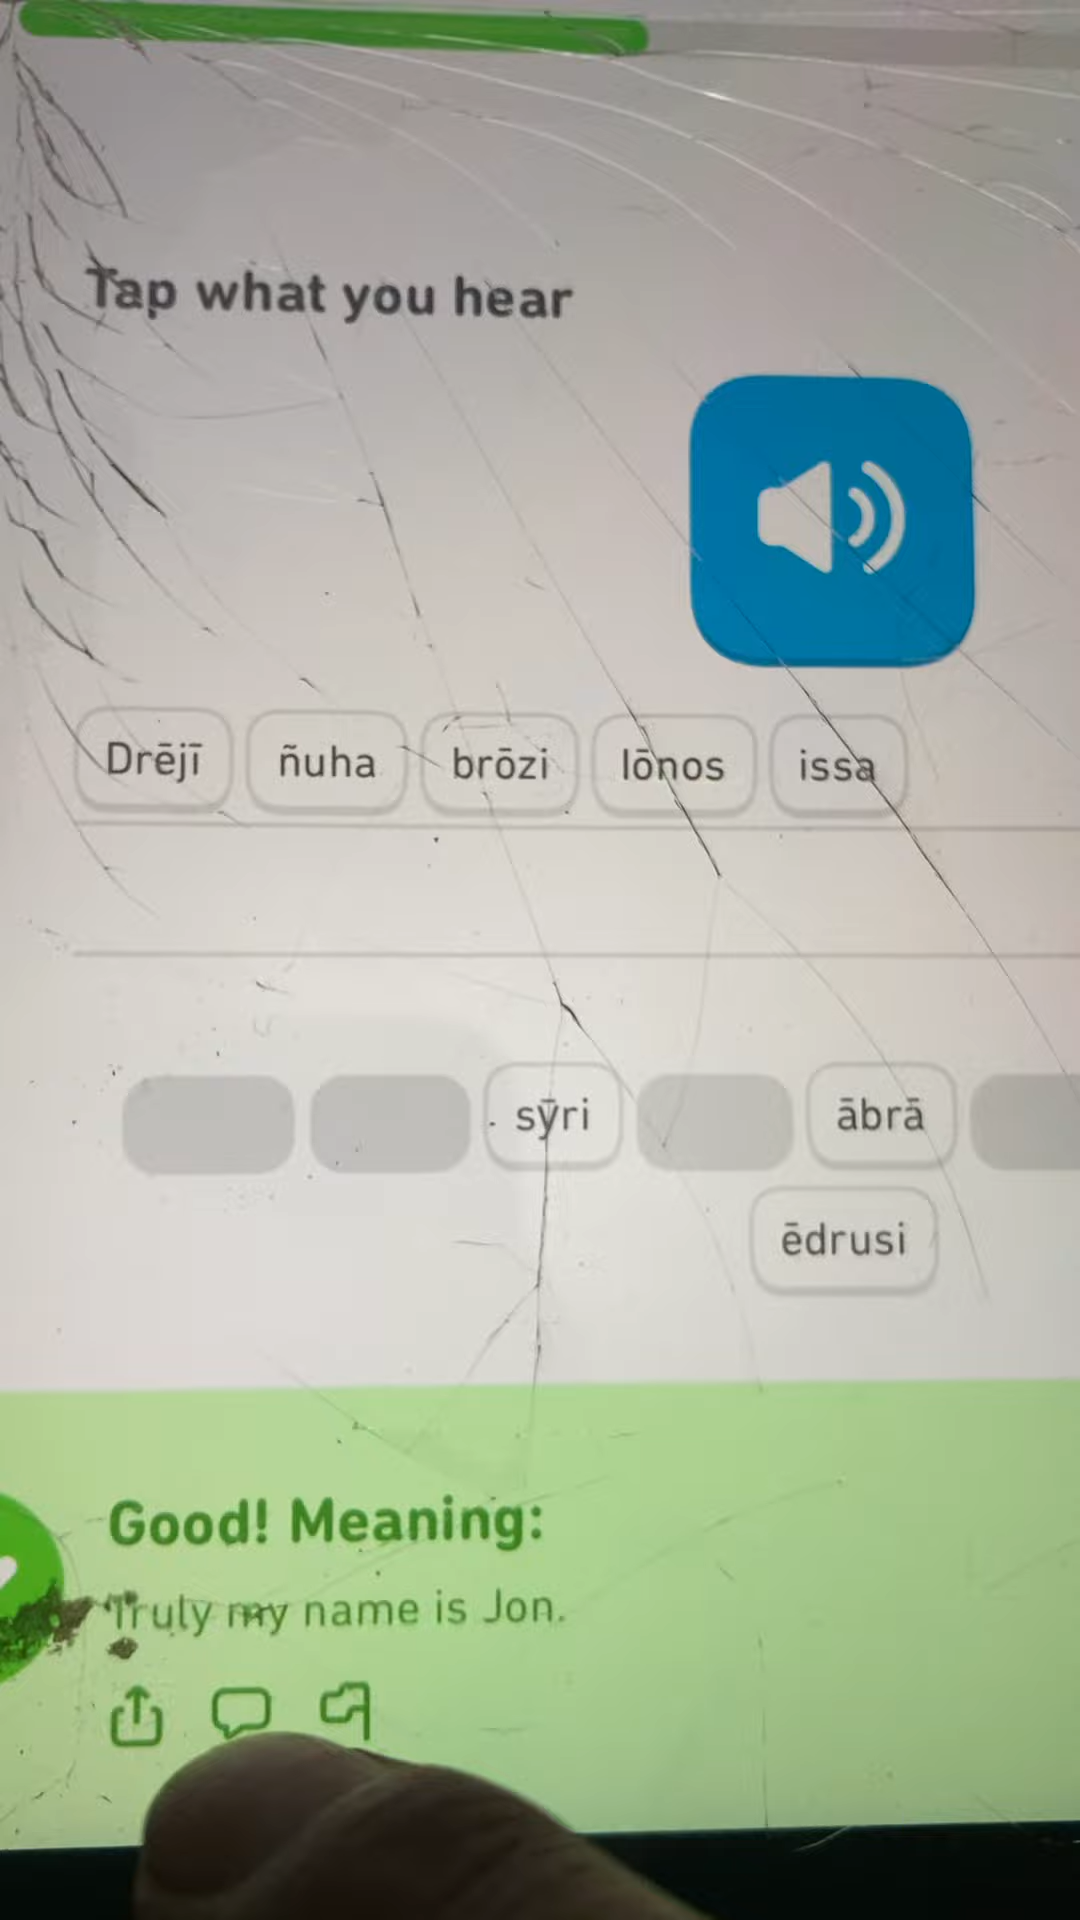 Tap what you hear
Drējī ñuha brōzi lōnos issa
sȳri ābrā
ēdrusi
Good! Meaning:
Truly my name is Jon.